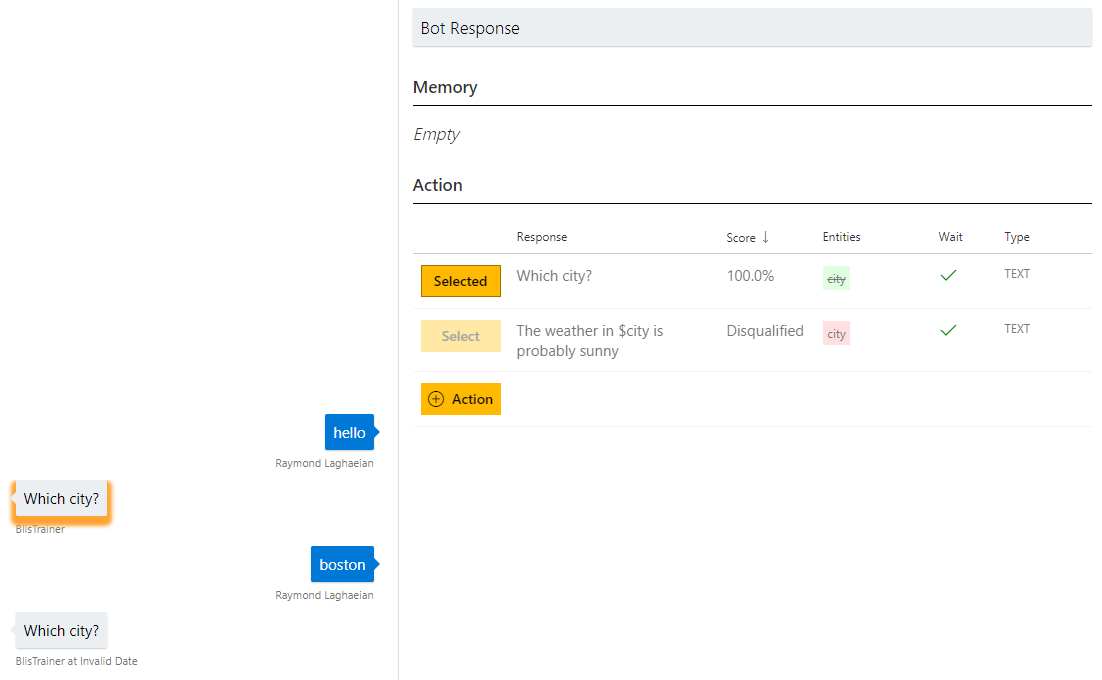 hello
Raymond Laghaeian
Which city?
BlisTrainer
boston
Raymond Laghaeian
Which city?
BlisTrainer at Invalid Date
Bot Response
Memory
Empty
Action
Response Score ↓ Entities Wait Type
Selected Which city? 100.0% city TEXT
Select The weather in $city is Disqualified city TEXT
probably sunny
Action